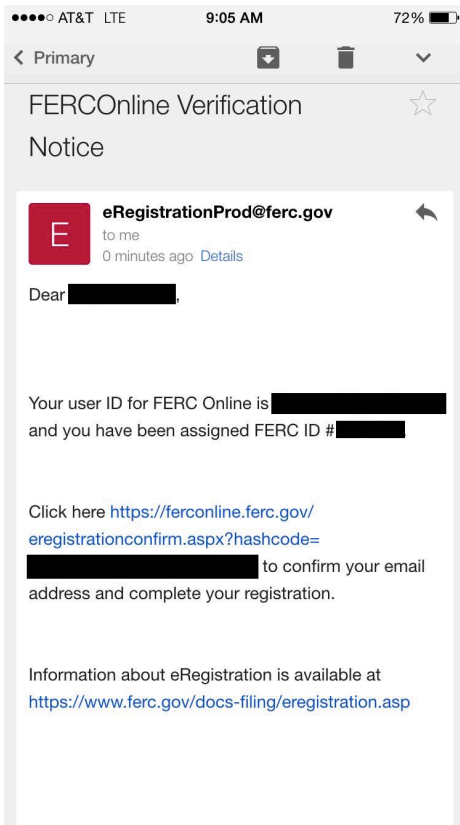 AT&T LTE 9:05 AM 72%
Primary
FERCOnline Verification
Notice
E
eRegistrationProd@ferc.gov
to me
0 minutes ago Details
Dear ,
Your user ID for FERC Online is
and you have been assigned FERC ID #
Click here https://ferconline.ferc.gov/
eregistrationconfirm.aspx?hashcode=
to confirm your email
address and complete your registration.
Information about eRegistration is available at
https://www.ferc.gov/docs-filing/eregistration.asp